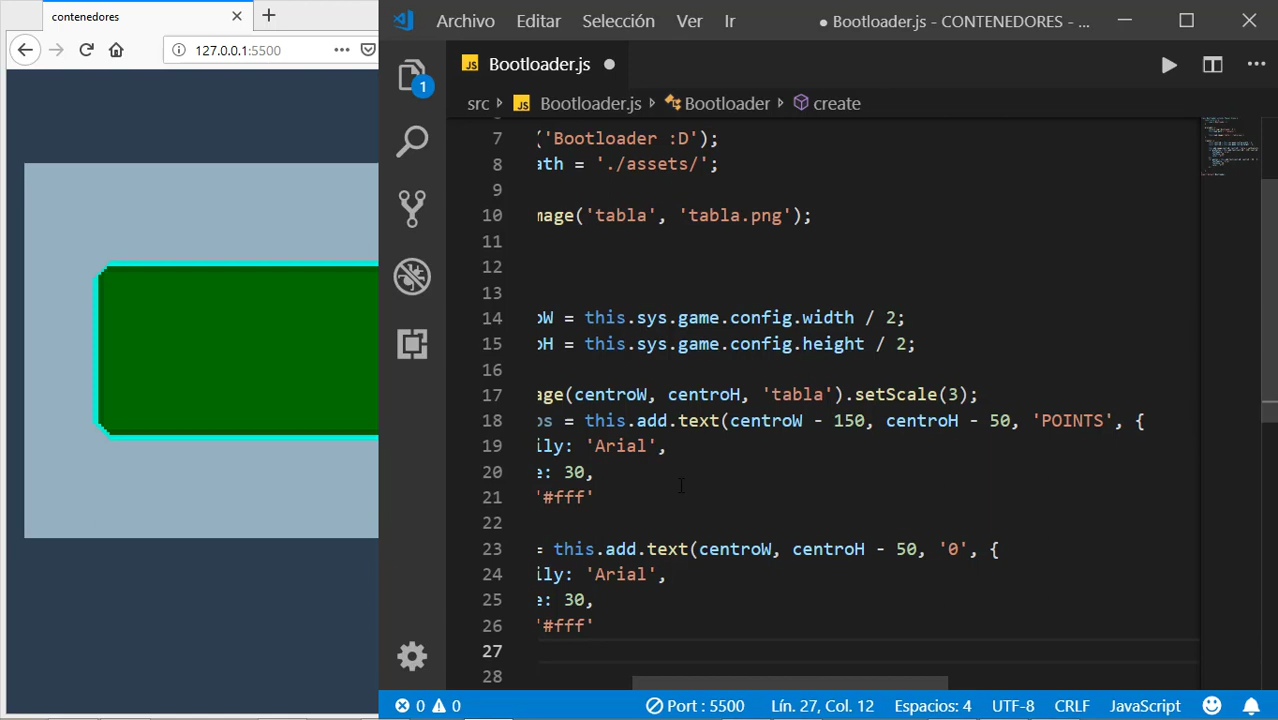 contenedores
127.0.0.1:5500
Archivo Editar Selección Ver Ir
● Bootloader.js - CONTENEDORES - ...
JS Bootloader.js ●
src > JS Bootloader.js > Bootloader > create
1
7 ('Bootloader :D');
8 ath = './assets/';
9
10 mage('tabla', 'tabla.png');
11
12
13
14 oW = this.sys.game.config.width / 2;
15 oH = this.sys.game.config.height / 2;
16
17 age(centroW, centroH, 'tabla').setScale(3);
18 os = this.add.text(centroW - 150, centroH - 50, 'POINTS', {
19 ily: 'Arial',
20 e: 30,
21 '#fff'
22
23 = this.add.text(centroW, centroH - 50, '0', {
24 ily: 'Arial',
25 e: 30,
26 '#fff'
27
28
0 0 Port : 5500 Lín. 27, Col. 12 Espacios: 4 UTF-8 CRLF JavaScript